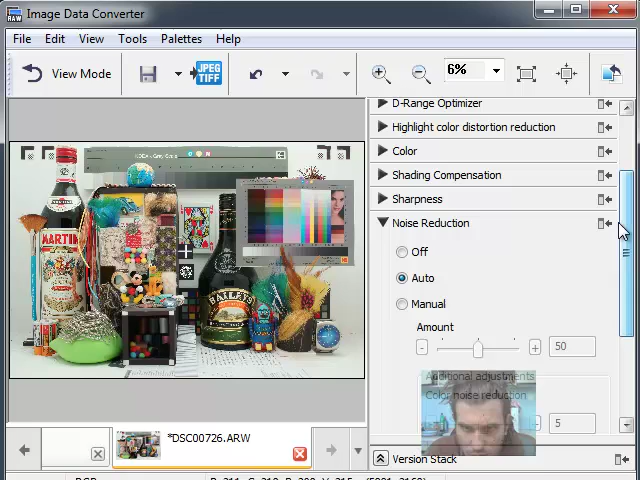 RAW Image Data Converter
File Edit View Tools Palettes Help
View Mode JPEG TIFF 6%
D-Range Optimizer
Highlight color distortion reduction
Color
Shading Compensation
Sharpness
Noise Reduction
Off
Auto
Manual
Amount
- + 50
Additional adjustments
Color noise reduction
+ 5
MARTINI
BAILEYS
*DSC00726.ARW
Version Stack